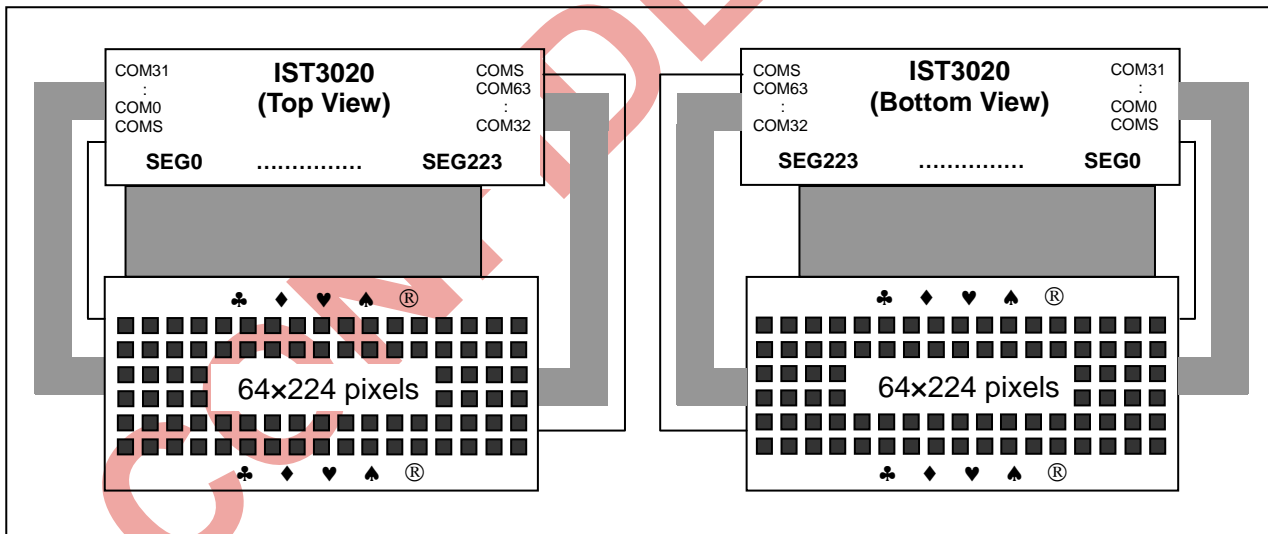 COM31
:
COM0
COMS
IST3020
(Top View)
COMS
COM63
:
COM32
SEG0 ............... SEG223
♣ ♦ ♥ ♠ ®
64×224 pixels
♣ ♦ ♥ ♠ ®
COMS
COM63
:
COM32
IST3020
(Bottom View)
COM31
:
COM0
COMS
SEG223 ............... SEG0
♣ ♦ ♥ ♠ ®
64×224 pixels
♣ ♦ ♥ ♠ ®